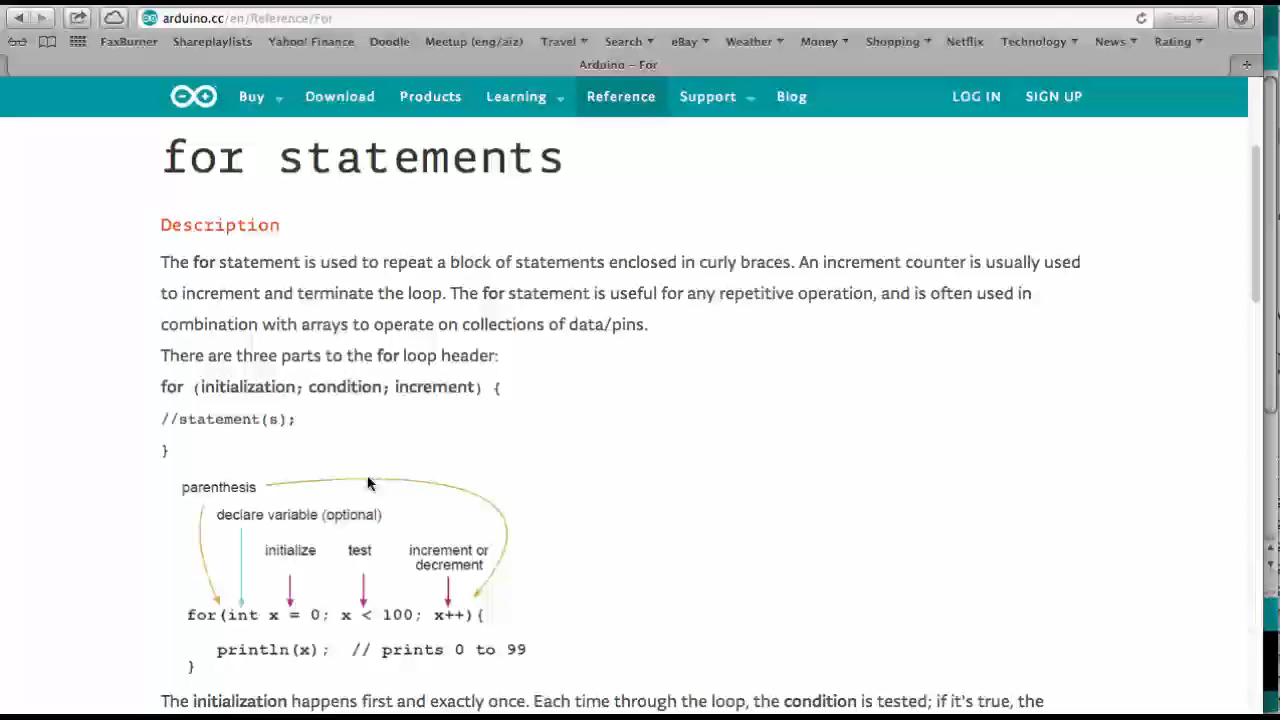 arduino.cc/en/Reference/For
Reader
FaxBurner Shareplaylists Yahoo! Finance Doodle Meetup (eng/aiz) Travel Search eBay Weather Money Shopping Netflix Technology News Rating
Arduino – For
Buy Download Products Learning Reference Support Blog LOG IN SIGN UP
for statements
Description
The for statement is used to repeat a block of statements enclosed in curly braces. An increment counter is usually used
to increment and terminate the loop. The for statement is useful for any repetitive operation, and is often used in
combination with arrays to operate on collections of data/pins.
There are three parts to the for loop header:
for (initialization; condition; increment) {
//statement(s);
}
parenthesis
declare variable (optional)
initialize test increment or
decrement
for(int x = 0; x < 100; x++){
println(x); // prints 0 to 99
}
The initialization happens first and exactly once. Each time through the loop, the condition is tested; if it's true, the